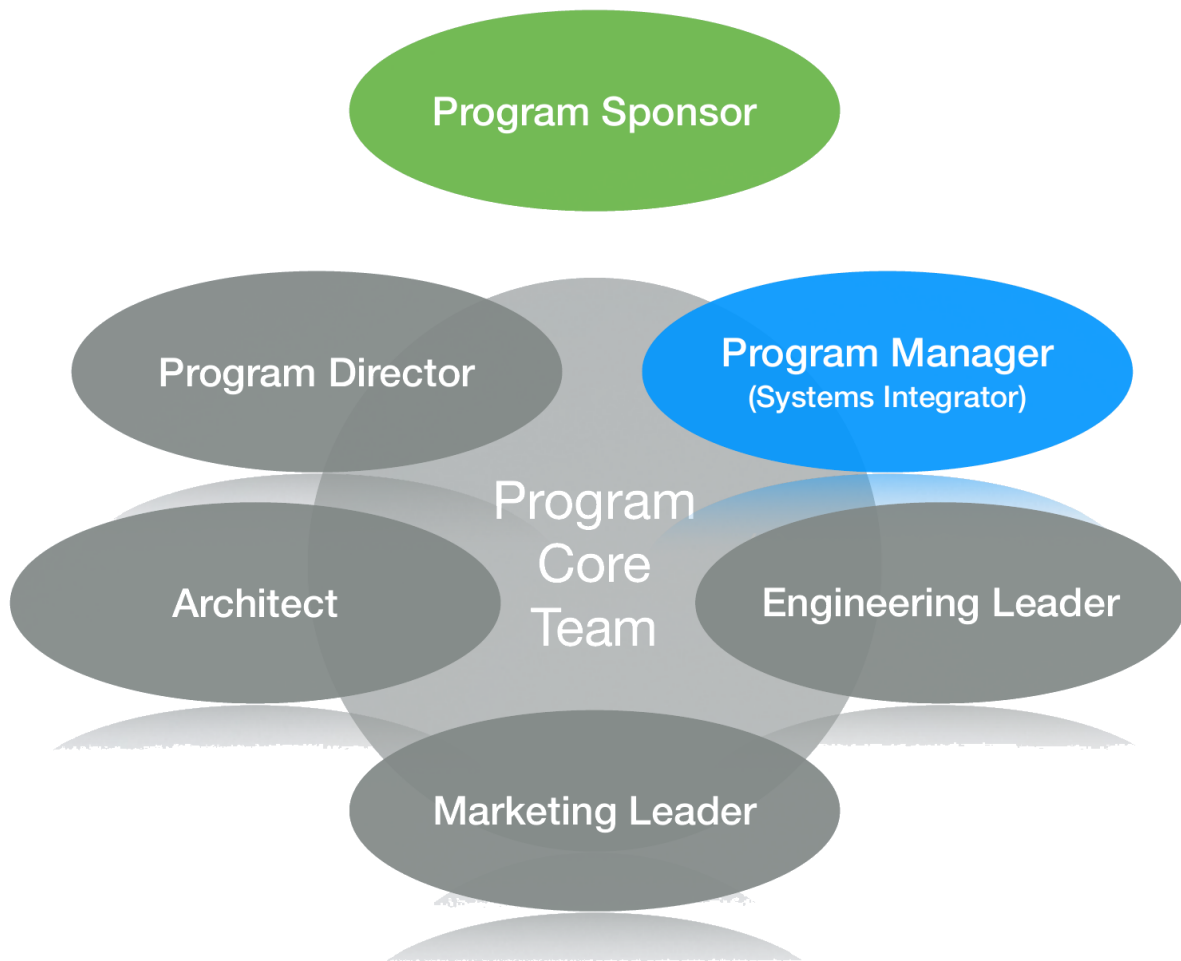 Program Sponsor
Program Director
Program Manager
(Systems Integrator)
Program
Core
Team
Architect
Engineering Leader
Marketing Leader